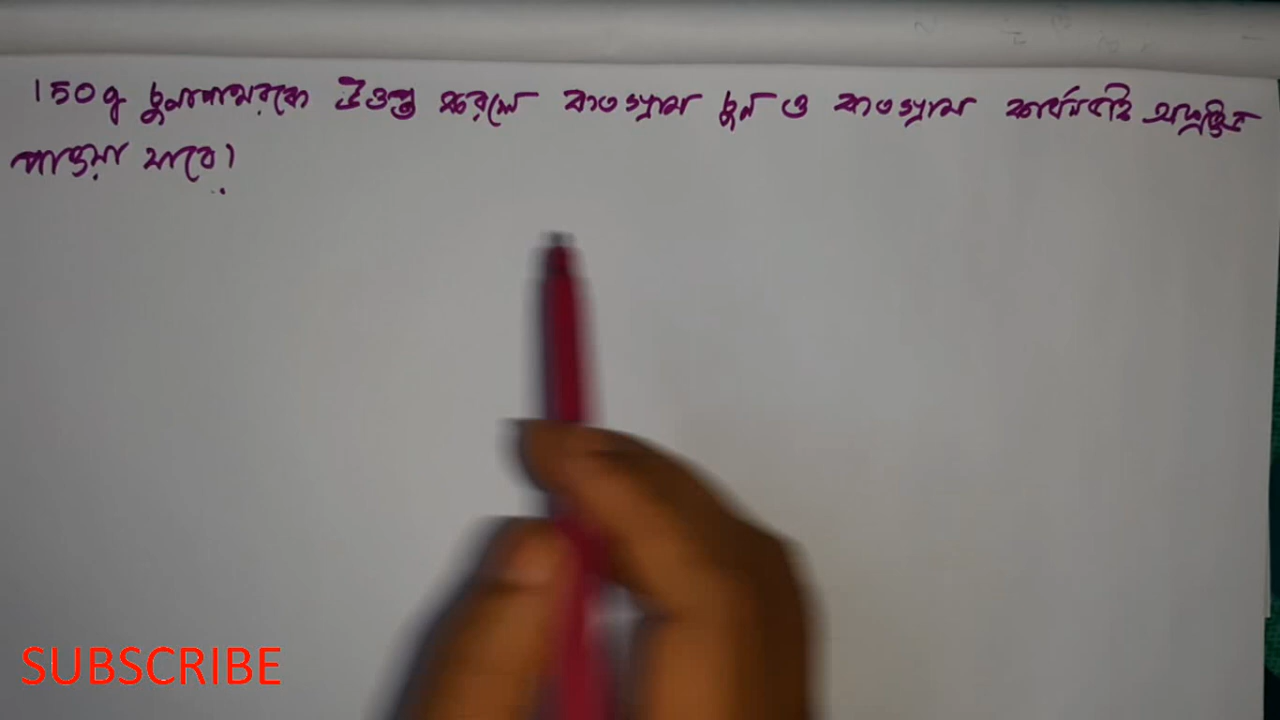 150g চুনাপাথরকে উত্তপ্ত করলে কতগ্রাম চুন ও কতগ্রাম কার্বনডাই অক্সাইড
পাওয়া যাবে?
SUBSCRIBE